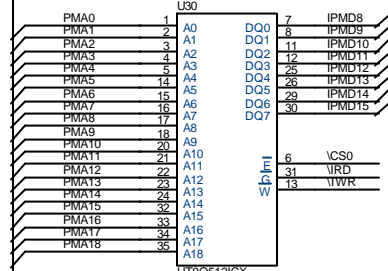 U30
PMA0 1 A0 DQ0 7 IPMD8
PMA1 2 A1 DQ1 8 IPMD9
PMA2 3 A2 DQ2 11 IPMD10
PMA3 4 A3 DQ3 12 IPMD11
PMA4 5 A4 DQ4 25 IPMD12
PMA5 14 A5 DQ5 26 IPMD13
PMA6 15 A6 DQ6 29 IPMD14
PMA7 16 A7 DQ7 30 IPMD15
PMA8 17 A8
PMA9 18 A9
PMA10 20 A10
PMA11 21 A11 E 6 \CS0
PMA12 22 A12 G 31 \IRD
PMA13 23 A13 W 13 \IWR
PMA14 24 A14
PMA15 32 A15
PMA16 33 A16
PMA17 34 A17
PMA18 35 A18